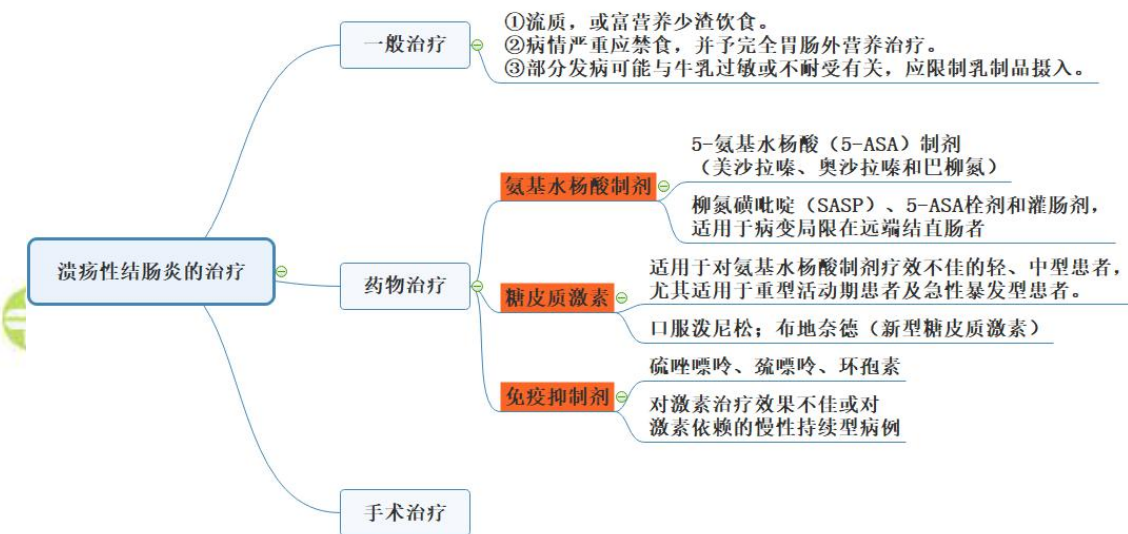 溃疡性结肠炎的治疗
一般治疗
①流质，或富营养少渣饮食。
②病情严重应禁食，并予完全胃肠外营养治疗。
③部分发病可能与牛乳过敏或不耐受有关，应限制乳制品摄入。
药物治疗
氨基水杨酸制剂
5-氨基水杨酸（5-ASA）制剂
（美沙拉嗪、奥沙拉嗪和巴柳氮）
柳氮磺吡啶（SASP）、5-ASA栓剂和灌肠剂，
适用于病变局限在远端结直肠者
糖皮质激素
适用于对氨基水杨酸制剂疗效不佳的轻、中型患者，
尤其适用于重型活动期患者及急性暴发型患者。
口服泼尼松；布地奈德（新型糖皮质激素）
免疫抑制剂
硫唑嘌呤、巯嘌呤、环孢素
对激素治疗效果不佳或对
激素依赖的慢性持续型病例
手术治疗